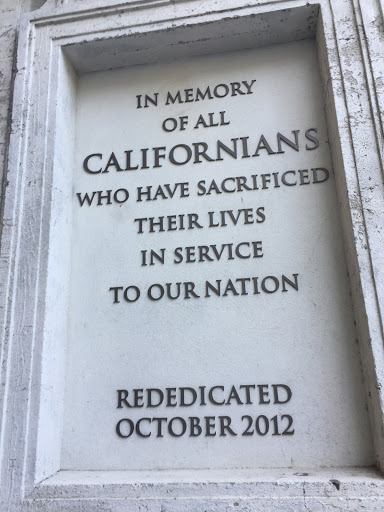 IN MEMORY
OF ALL
CALIFORNIANS
WHO HAVE SACRIFICED
THEIR LIVES
IN SERVICE
TO OUR NATION
REDEDICATED
OCTOBER 2012